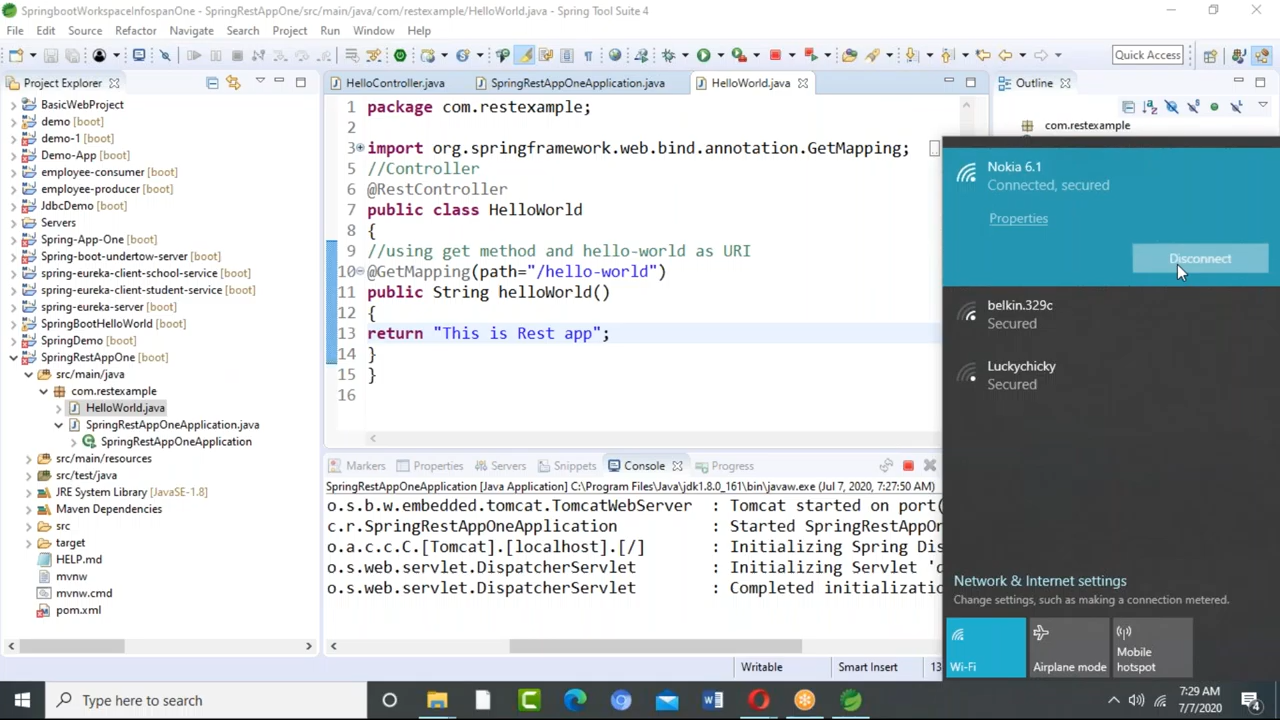 SpringbootWorkspaceInfospanOne - SpringRestAppOne/src/main/java/com/restexample/HelloWorld.java - Spring Tool Suite 4
File Edit Source Refactor Navigate Search Project Run Window Help
Quick Access
Project Explorer
BasicWebProject
demo [boot]
demo-1 [boot]
Demo-App [boot]
employee-consumer [boot]
employee-producer [boot]
JdbcDemo [boot]
Servers
Spring-App-One [boot]
Spring-boot-undertow-server [boot]
spring-eureka-client-school-service [boot]
spring-eureka-client-student-service [boot]
spring-eureka-server [boot]
SpringBootHelloWorld [boot]
SpringDemo [boot]
SpringRestAppOne [boot]
src/main/java
com.restexample
HelloWorld.java
SpringRestAppOneApplication.java
SpringRestAppOneApplication
src/main/resources
src/test/java
JRE System Library [JavaSE-1.8]
Maven Dependencies
src
target
HELP.md
mvnw
mvnw.cmd
pom.xml
HelloController.java SpringRestAppOneApplication.java HelloWorld.java
1 package com.restexample;
2
3 import org.springframework.web.bind.annotation.GetMapping;
5 //Controller
6 @RestController
7 public class HelloWorld
8 {
9 //using get method and hello-world as URI
10 @GetMapping(path="/hello-world")
11 public String helloWorld()
12 {
13 return "This is Rest app";
14 }
15 }
16
Markers Properties Servers Snippets Console Progress
SpringRestAppOneApplication [Java Application] C:\Program Files\Java\jdk1.8.0_161\bin\javaw.exe (Jul 7, 2020, 7:27:50 AM)
o.s.b.w.embedded.tomcat.TomcatWebServer : Tomcat started on port(
c.r.SpringRestAppOneApplication : Started SpringRestAppOn
o.a.c.c.C.[Tomcat].[localhost].[/] : Initializing Spring Dis
o.s.web.servlet.DispatcherServlet : Initializing Servlet 'd
o.s.web.servlet.DispatcherServlet : Completed initializatio
Writable Smart Insert 13
Outline
com.restexample
Nokia 6.1
Connected, secured
Properties
Disconnect
belkin.329c
Secured
Luckychicky
Secured
Network & Internet settings
Change settings, such as making a connection metered.
Wi-Fi
Airplane mode
Mobile hotspot
Type here to search
7:29 AM
7/7/2020
4